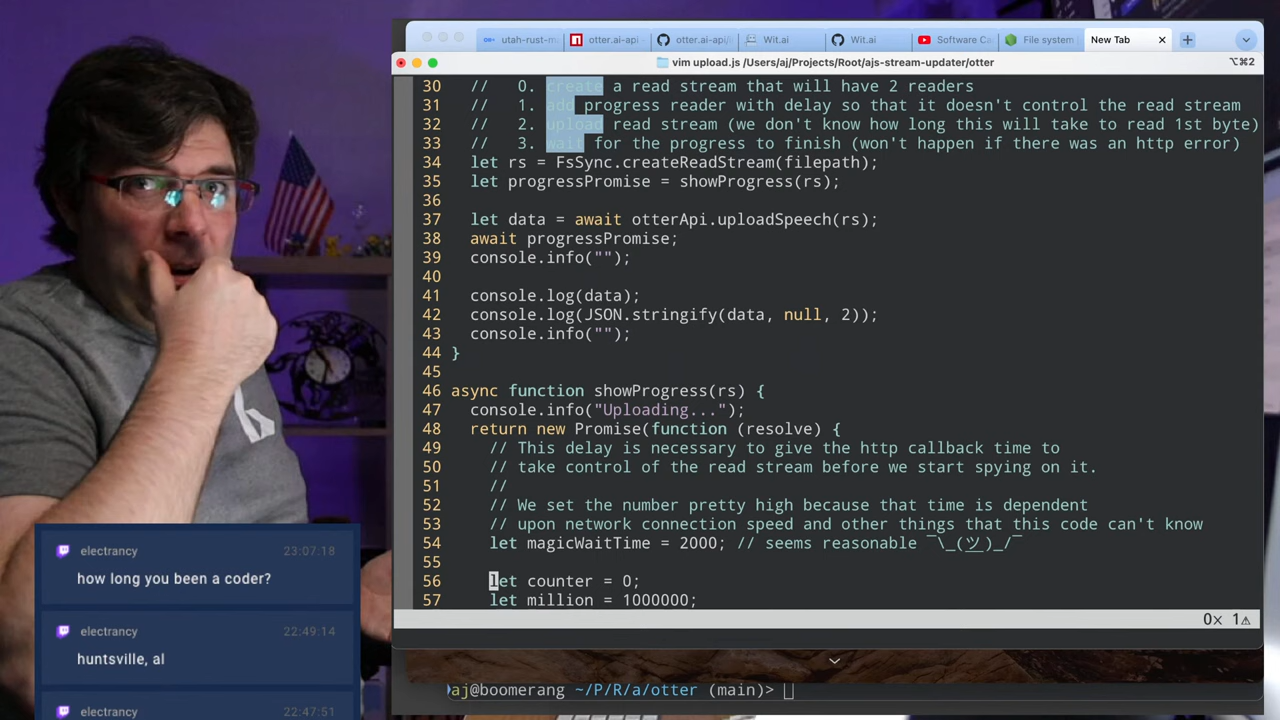 utah-rust-m
otter.ai-api
otter.ai-api/
Wit.ai
Wit.ai
Software Ca
File system
New Tab
vim upload.js /Users/aj/Projects/Root/ajs-stream-updater/otter
⌥⌘2
30 // 0. create a read stream that will have 2 readers
31 // 1. add progress reader with delay so that it doesn't control the read stream
32 // 2. upload read stream (we don't know how long this will take to read 1st byte)
33 // 3. wait for the progress to finish (won't happen if there was an http error)
34 let rs = FsSync.createReadStream(filepath);
35 let progressPromise = showProgress(rs);
36
37 let data = await otterApi.uploadSpeech(rs);
38 await progressPromise;
39 console.info("");
40
41 console.log(data);
42 console.log(JSON.stringify(data, null, 2));
43 console.info("");
44 }
45
46 async function showProgress(rs) {
47 console.info("Uploading...");
48 return new Promise(function (resolve) {
49 // This delay is necessary to give the http callback time to
50 // take control of the read stream before we start spying on it.
51 //
52 // We set the number pretty high because that time is dependent
53 // upon network connection speed and other things that this code can't know
54 let magicWaitTime = 2000; // seems reasonable ¯\_(ツ)_/¯
55
56 let counter = 0;
57 let million = 1000000;
0× 1⚠
aj@boomerang ~/P/R/a/otter (main)>
electrancy 23:07.18
how long you been a coder?
electrancy 22:49:14
huntsville, al
electrancy 22:47:51